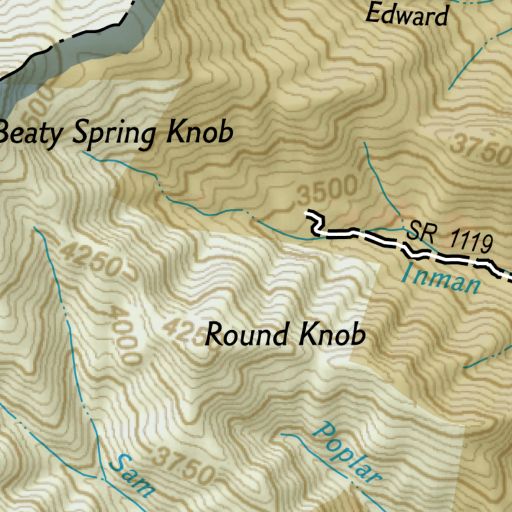 Edward
Beaty Spring Knob
3750
3500
SR 1119
Inman
4250
4000
Round Knob
Poplar
Sam
3750